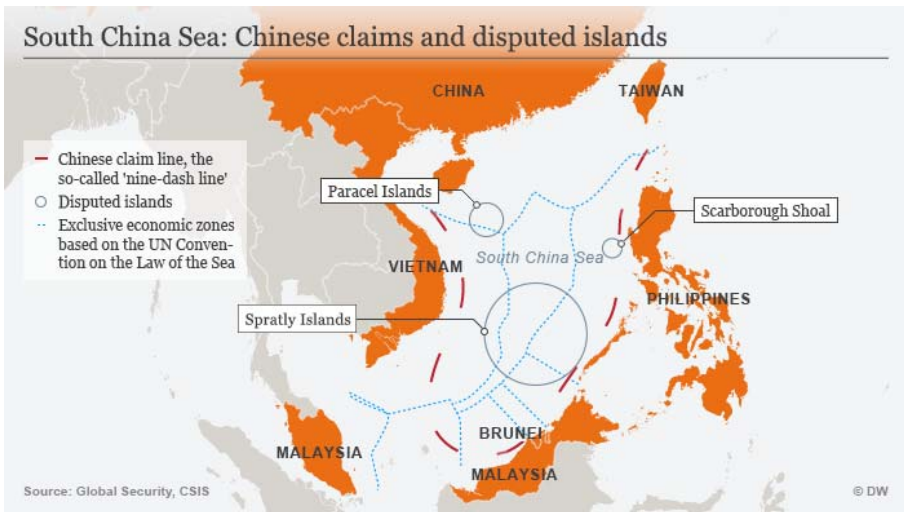 South China Sea: Chinese claims and disputed islands
CHINA
TAIWAN
Chinese claim line, the
so-called 'nine-dash line'
Disputed islands
Exclusive economic zones
based on the UN Conven-
tion on the Law of the Sea
Paracel Islands
Scarborough Shoal
South China Sea
VIETNAM
PHILIPPINES
Spratly Islands
BRUNEI
MALAYSIA
MALAYSIA
Source: Global Security, CSIS
© DW